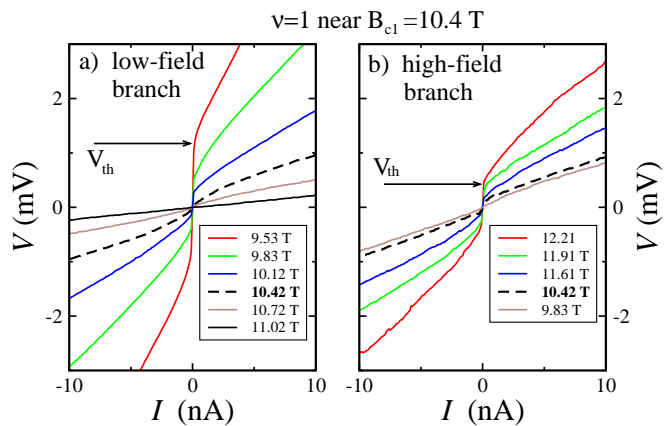 ν=1 near B_c1 =10.4 T
a) low-field
branch
b) high-field
branch
V_th
V_th
V (mV)
V (mV)
2
0
-2
2
0
-2
9.53 T
9.83 T
10.12 T
10.42 T
10.72 T
11.02 T
12.21
11.91 T
11.61 T
10.42 T
9.83 T
-10
0
10
-10
0
10
I (nA)
I (nA)